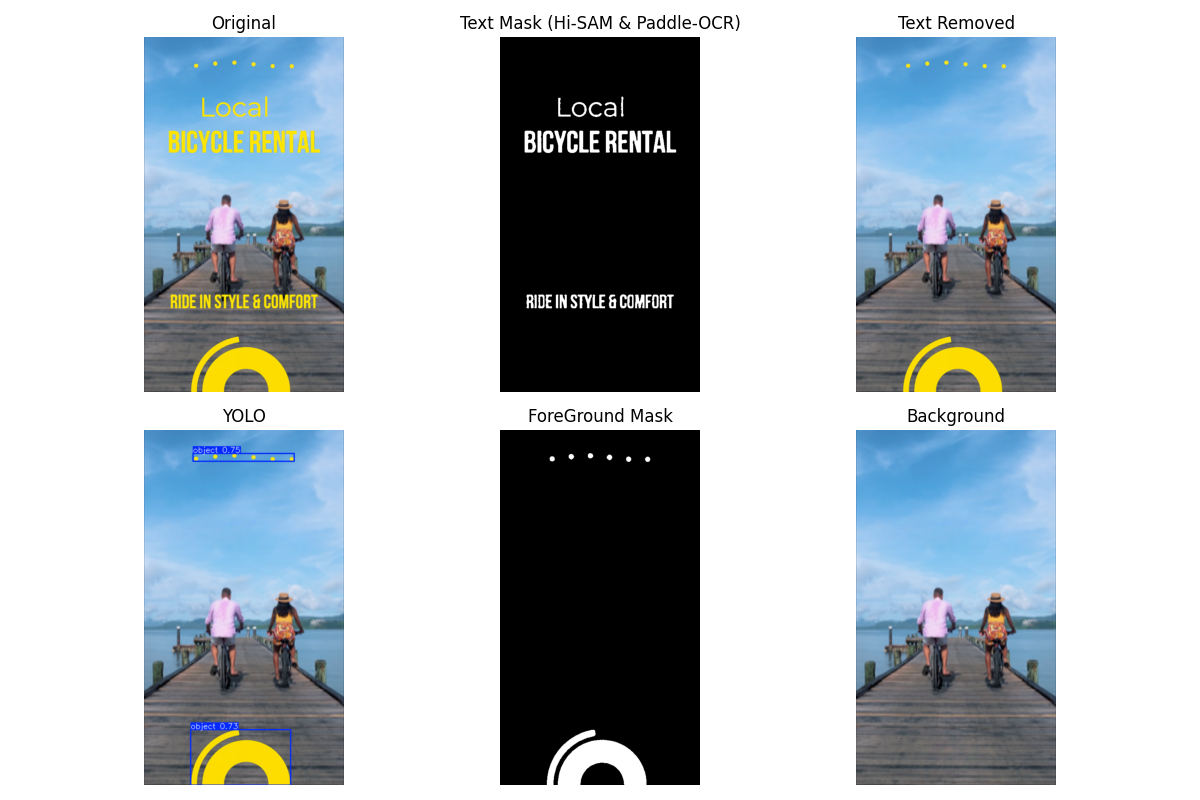 Original
Text Mask (Hi-SAM & Paddle-OCR)
Text Removed
Local
BICYCLE RENTAL
RIDE IN STYLE & COMFORT
Local
BICYCLE RENTAL
RIDE IN STYLE & COMFORT
YOLO
ForeGround Mask
Background
object 0.75
object 0.73